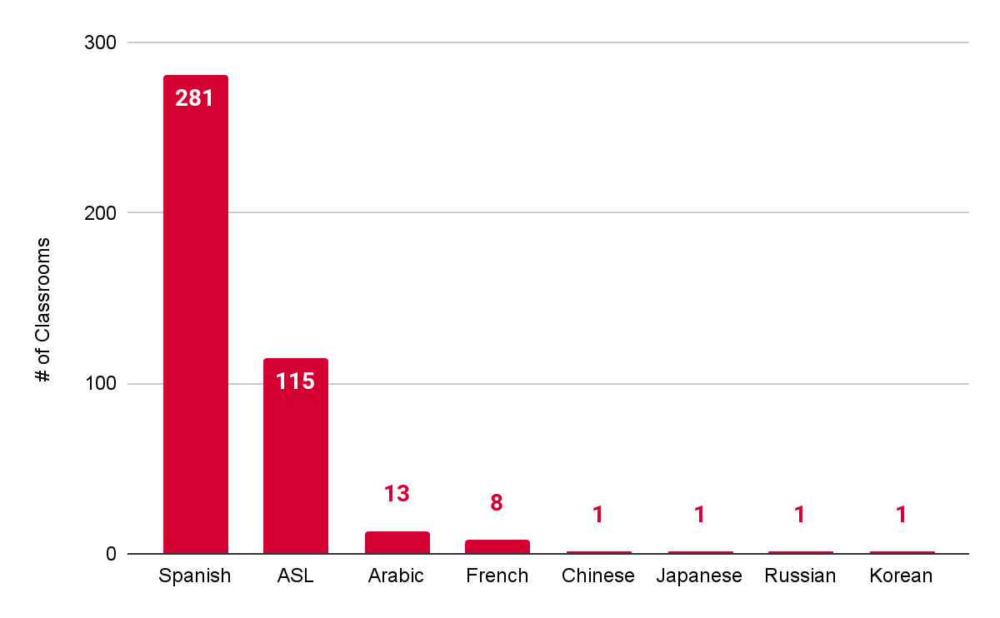 300
200
100
0
# of Classrooms
281
115
13
8
1
1
1
1
Spanish
ASL
Arabic
French
Chinese
Japanese
Russian
Korean